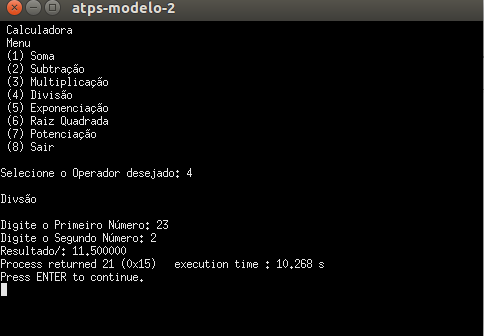 atps-modelo-2
Calculadora
Menu
(1) Soma
(2) Subtração
(3) Multiplicação
(4) Divisão
(5) Exponenciação
(6) Raiz Quadrada
(7) Potenciação
(8) Sair
Selecione o Operador desejado: 4
Divsão
Digite o Primeiro Número: 23
Digite o Segundo Número: 2
Resultado/: 11.500000
Process returned 21 (0x15)   execution time : 10.268 s
Press ENTER to continue.